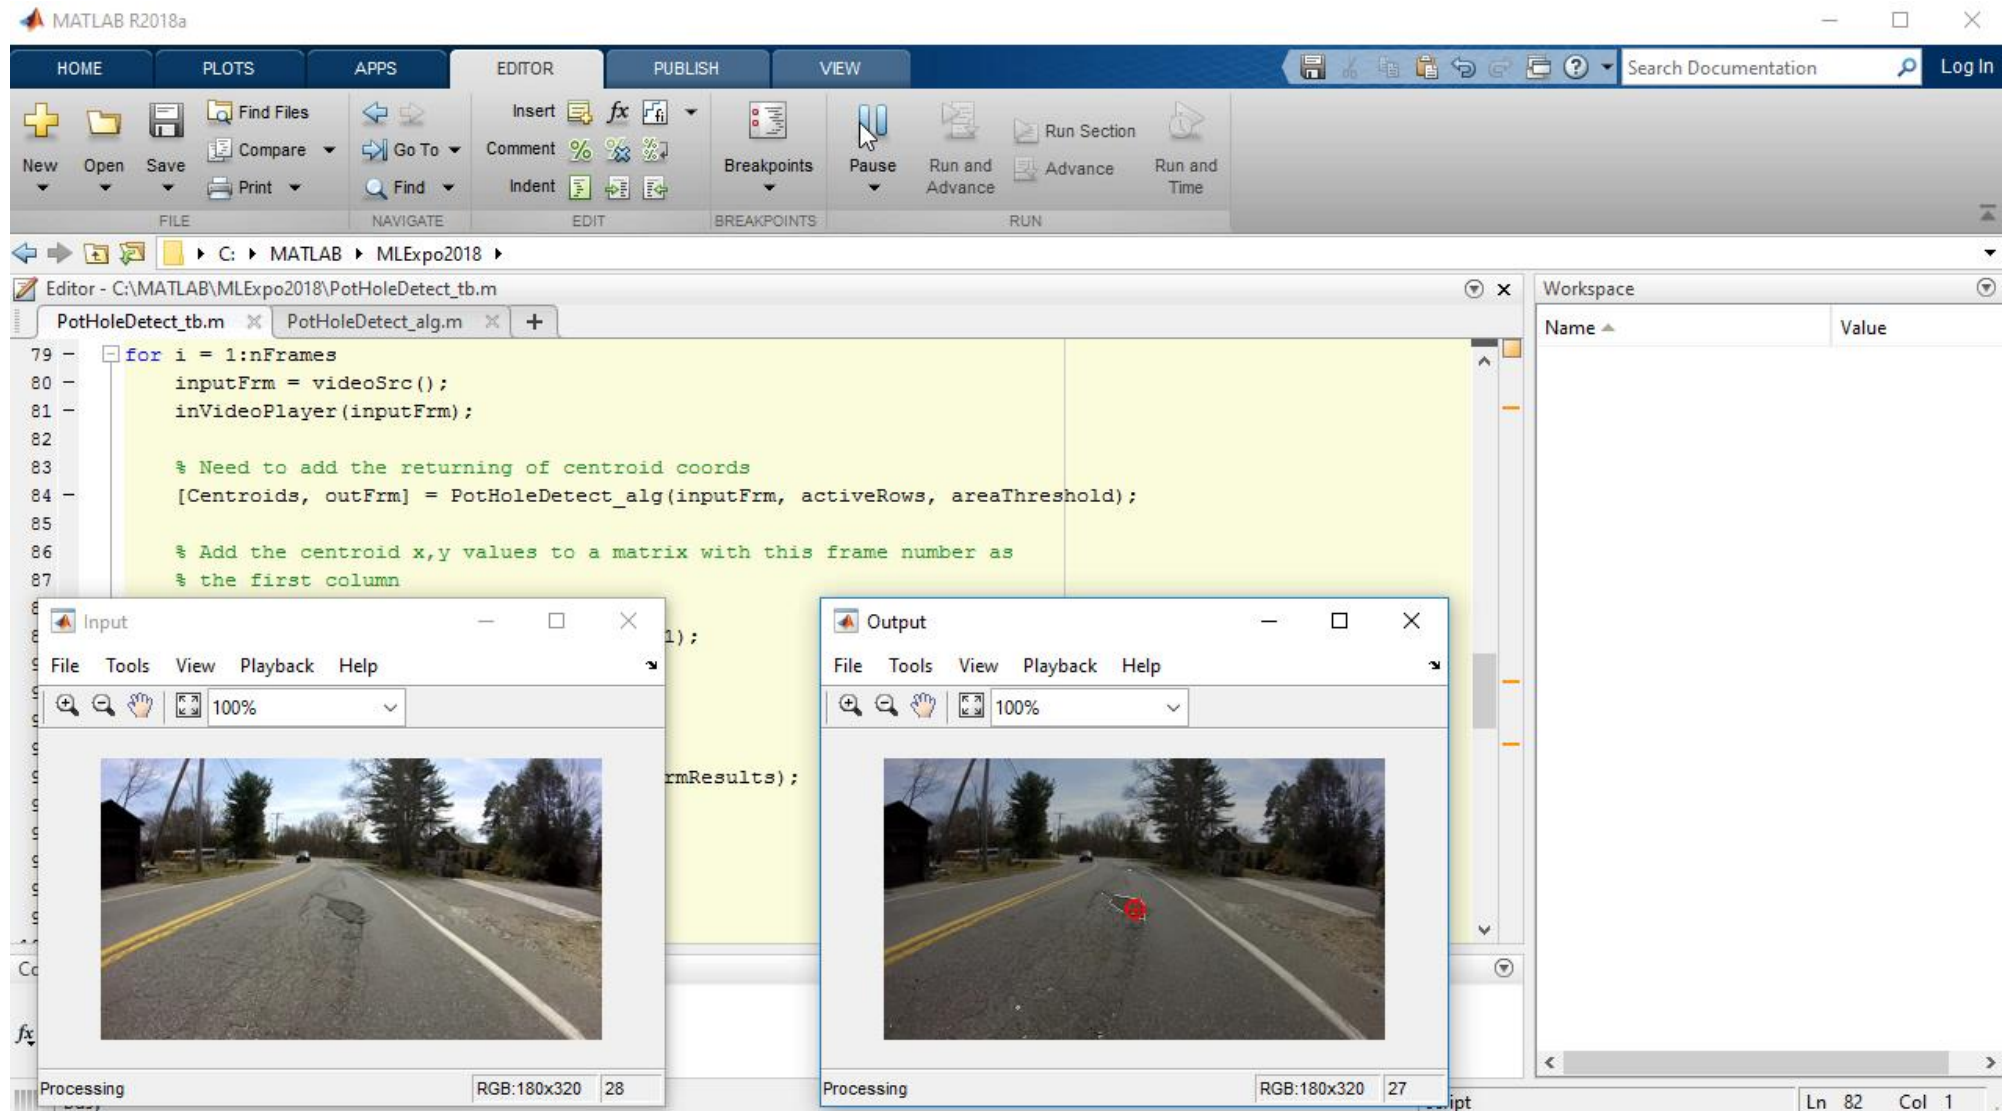 MATLAB R2018a
HOME PLOTS APPS EDITOR PUBLISH VIEW Search Documentation Log In
New Open Save Find Files Compare Print
Go To Find
Insert fx fi
Comment
Indent
Breakpoints Pause Run and Advance Run Section Advance Run and Time
FILE NAVIGATE EDIT BREAKPOINTS RUN
C: MATLAB MLExpo2018
Editor - C:\MATLAB\MLExpo2018\PotHoleDetect_tb.m
Workspace
PotHoleDetect_tb.m PotHoleDetect_alg.m +
Name Value
79 for i = 1:nFrames
80 inputFrm = videoSrc();
81 inVideoPlayer(inputFrm);
82
83 % Need to add the returning of centroid coords
84 [Centroids, outFrm] = PotHoleDetect_alg(inputFrm, activeRows, areaThreshold);
85
86 % Add the centroid x,y values to a matrix with this frame number as
87 % the first column
1);
rmResults);
Input
File Tools View Playback Help
100%
Processing RGB:180x320 28
Output
File Tools View Playback Help
100%
Processing RGB:180x320 27
fx
Ln 82 Col 1